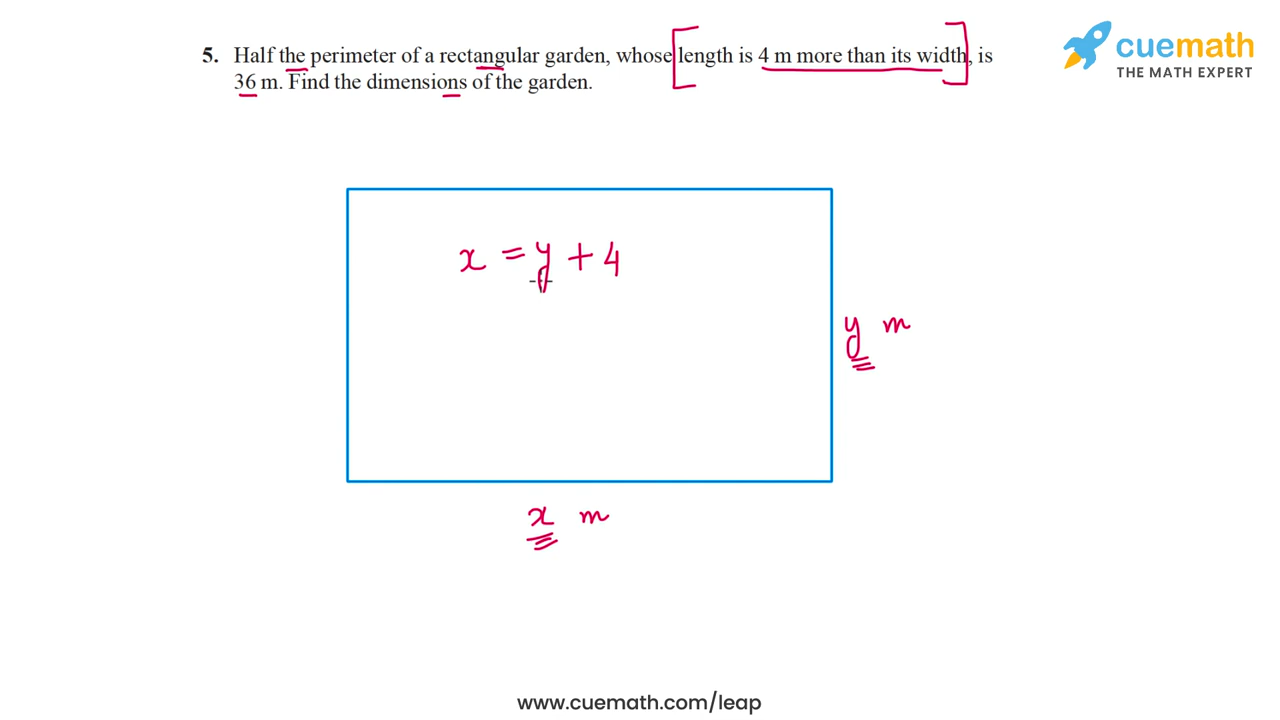 5. Half the perimeter of a rectangular garden, whose length is 4 m more than its width, is
36 m. Find the dimensions of the garden.
cuemath
THE MATH EXPERT
x = y + 4
y m
x m
www.cuemath.com/leap